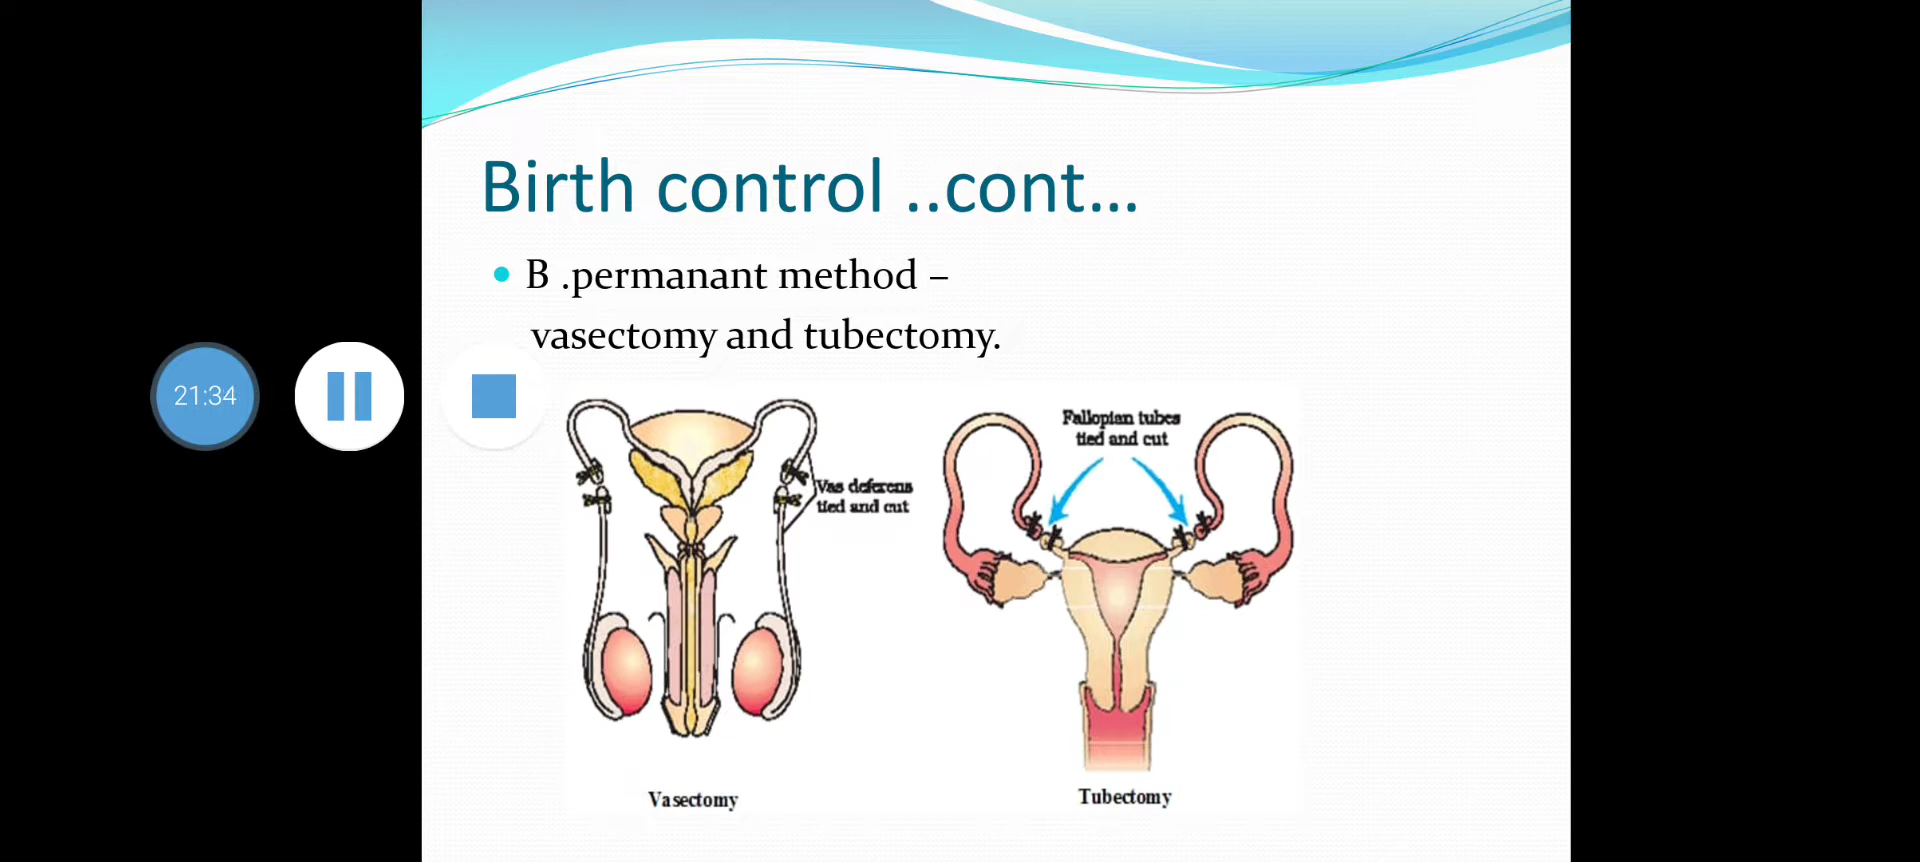 Birth control ..cont...
B .permanant method –
vasectomy and tubectomy.
21:34
Fallopian tubes
tied and cut
Vas deferens
tied and cut
Vasectomy
Tubectomy